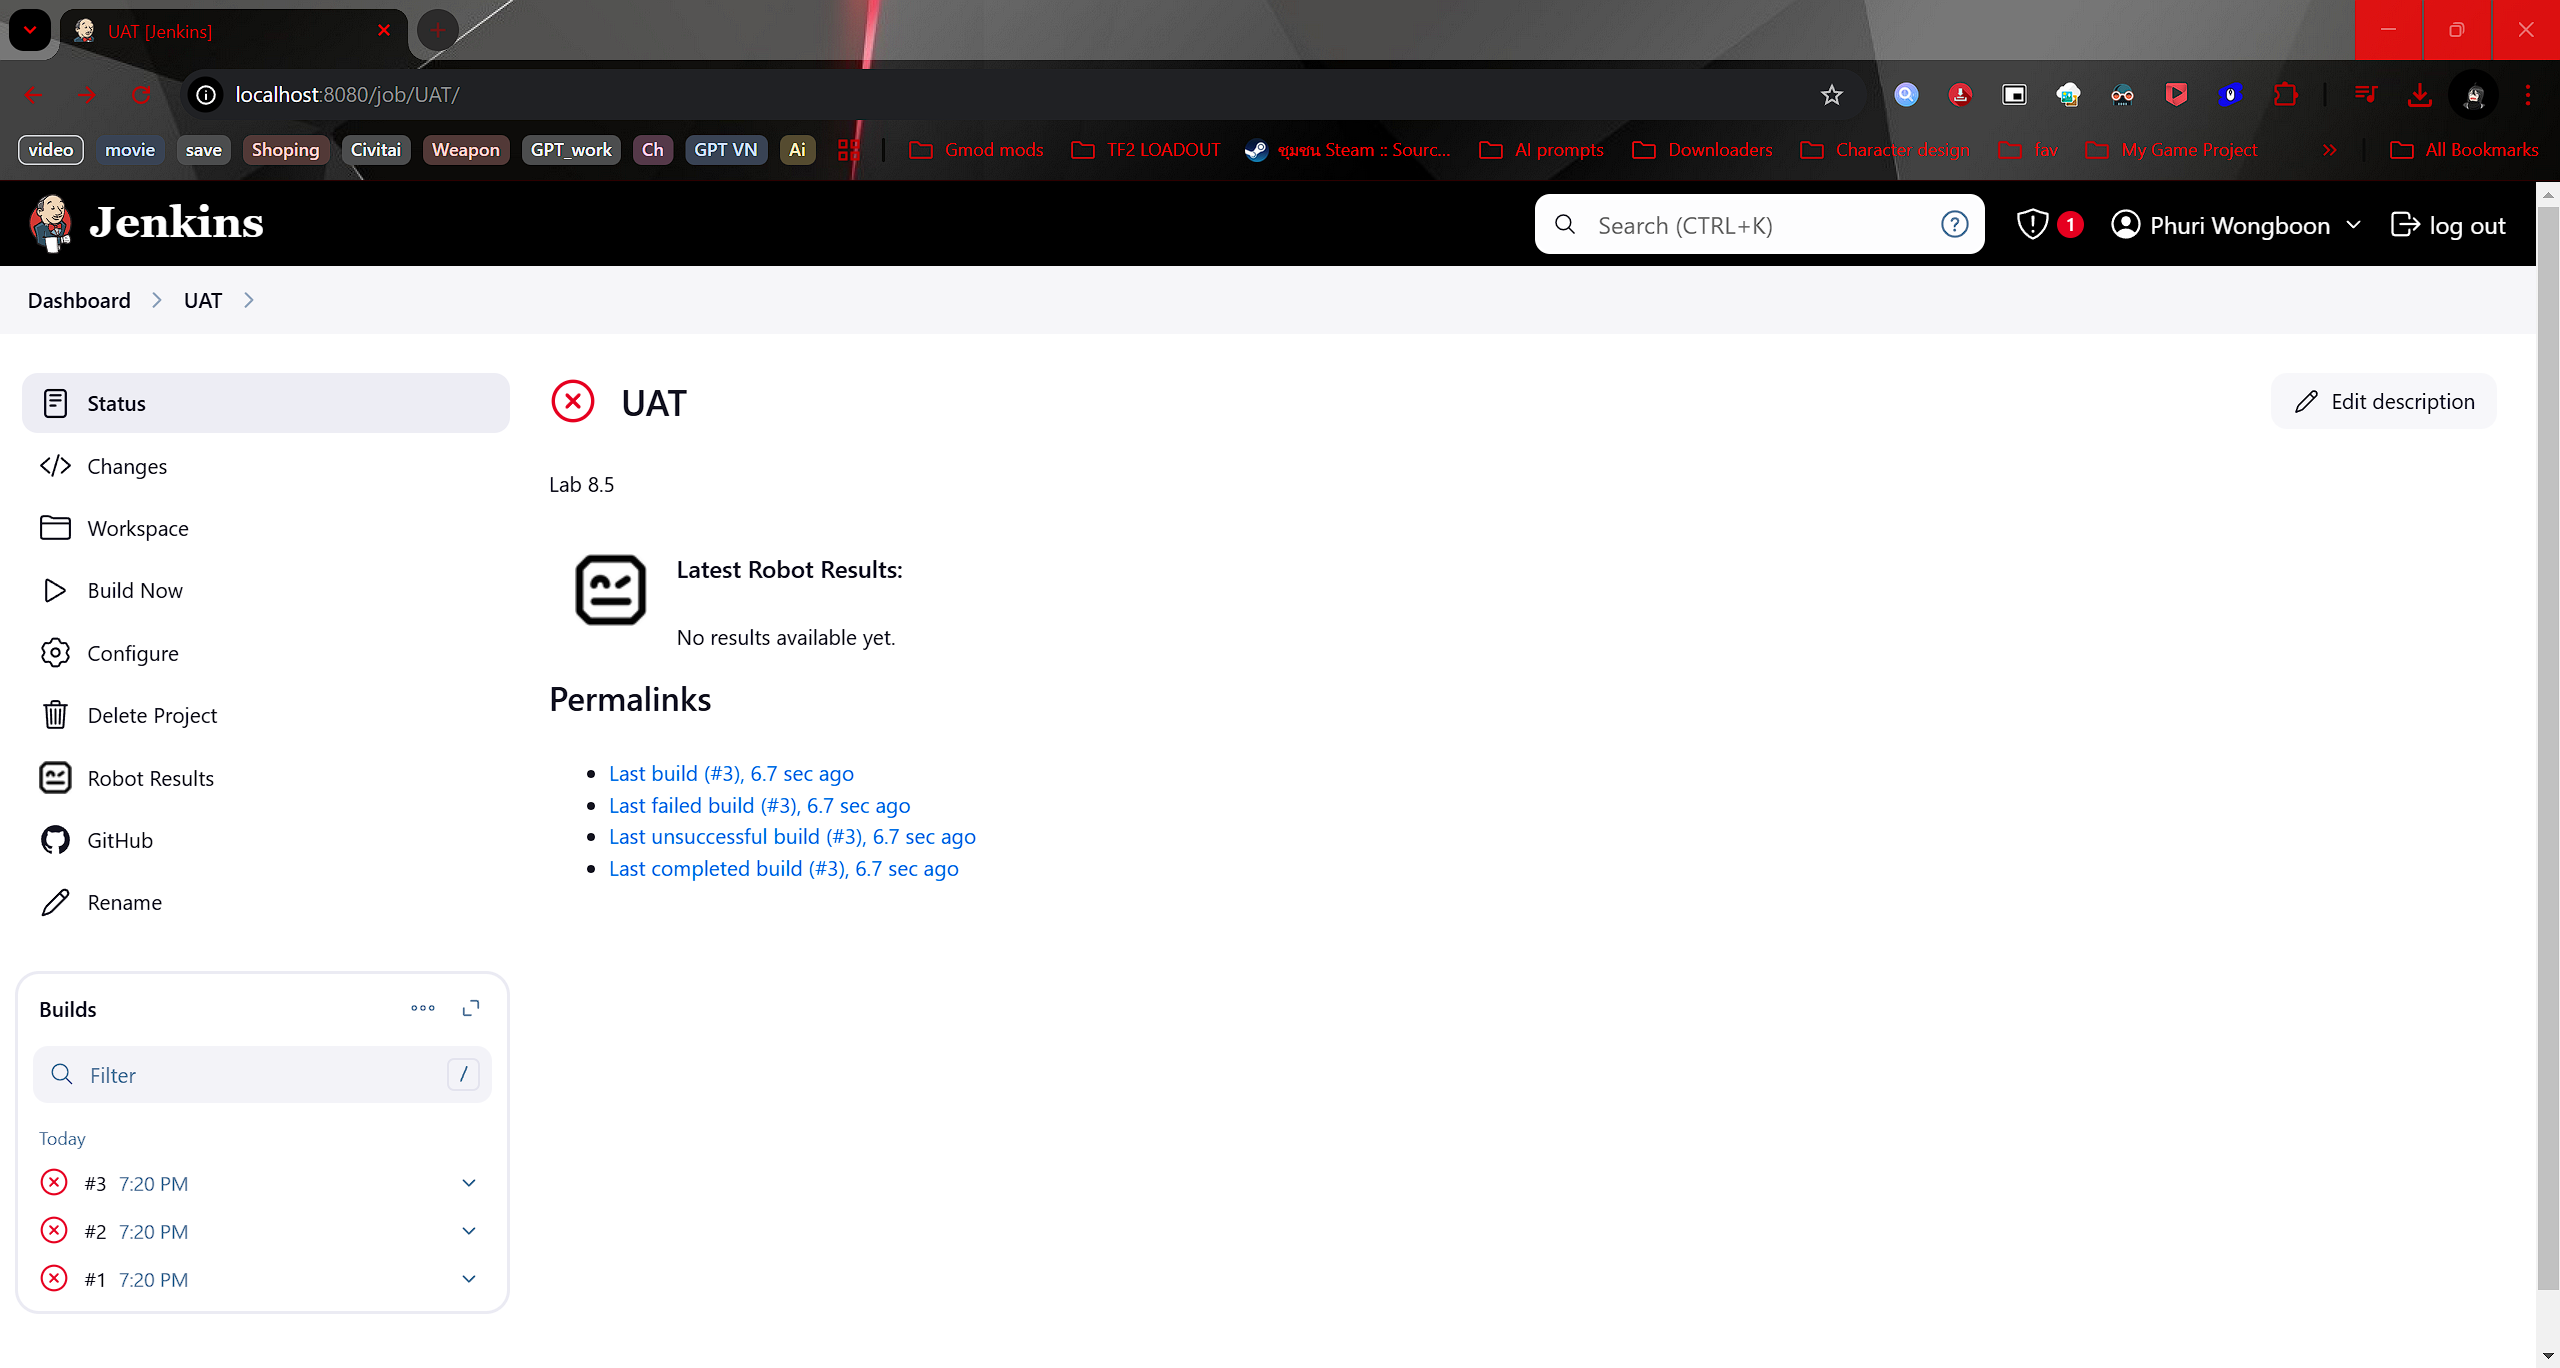 UAT [Jenkins]
localhost:8080/job/UAT/
video movie save Shoping Civitai Weapon GPT_work Ch GPT VN Ai Gmod mods TF2 LOADOUT ชุมชน Steam :: Sourc... AI prompts Downloaders Character design fav My Game Project All Bookmarks
Jenkins Search (CTRL+K) 1 Phuri Wongboon log out
Dashboard UAT
Status
Changes
Workspace
Build Now
Configure
Delete Project
Robot Results
GitHub
Rename
Builds
Filter /
Today
#3 7:20 PM
#2 7:20 PM
#1 7:20 PM
UAT
Edit description
Lab 8.5
Latest Robot Results:
No results available yet.
Permalinks
Last build (#3), 6.7 sec ago
Last failed build (#3), 6.7 sec ago
Last unsuccessful build (#3), 6.7 sec ago
Last completed build (#3), 6.7 sec ago